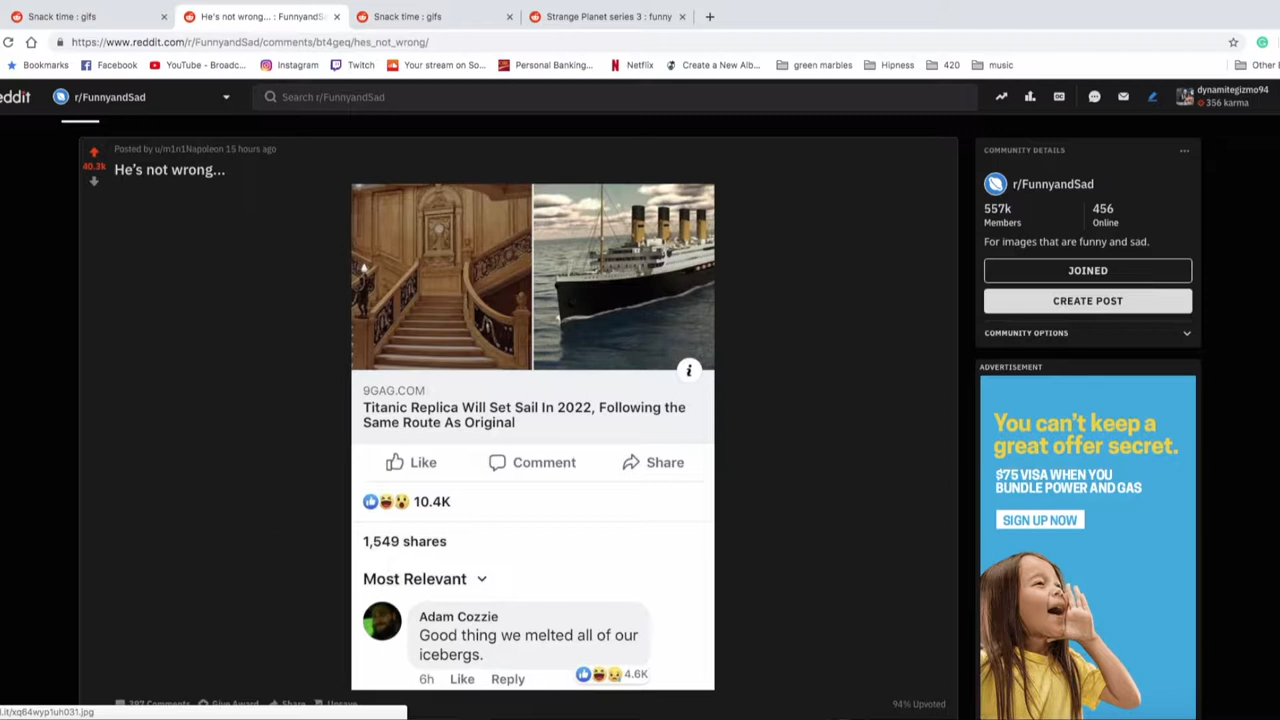 Snack time : gifs
He's not wrong... : FunnyandSa
Snack time : gifs
Strange Planet series 3 : funny
https://www.reddit.com/r/FunnyandSad/comments/bt4geq/hes_not_wrong/
Bookmarks Facebook YouTube - Broadc... Instagram Twitch Your stream on So... Personal Banking... Netflix Create a New Alb... green marbles Hipness 420 music Other
eddit r/FunnyandSad Search r/FunnyandSad dynamitegizmo94
356 karma
Posted by u/m1n1Napoleon 15 hours ago
40.3k
He's not wrong...
9GAG.COM
Titanic Replica Will Set Sail In 2022, Following the
Same Route As Original
Like Comment Share
10.4K
1,549 shares
Most Relevant
Adam Cozzie
Good thing we melted all of our
icebergs.
4.6K
6h Like Reply
Comments Give Award Share Unsave
94% Upvoted
l.it/xq64wyp1uh031.jpg
COMMUNITY DETAILS
r/FunnyandSad
557k 456
Members Online
For images that are funny and sad.
JOINED
CREATE POST
COMMUNITY OPTIONS
ADVERTISEMENT
You can't keep a
great offer secret.
$75 VISA WHEN YOU
BUNDLE POWER AND GAS
SIGN UP NOW